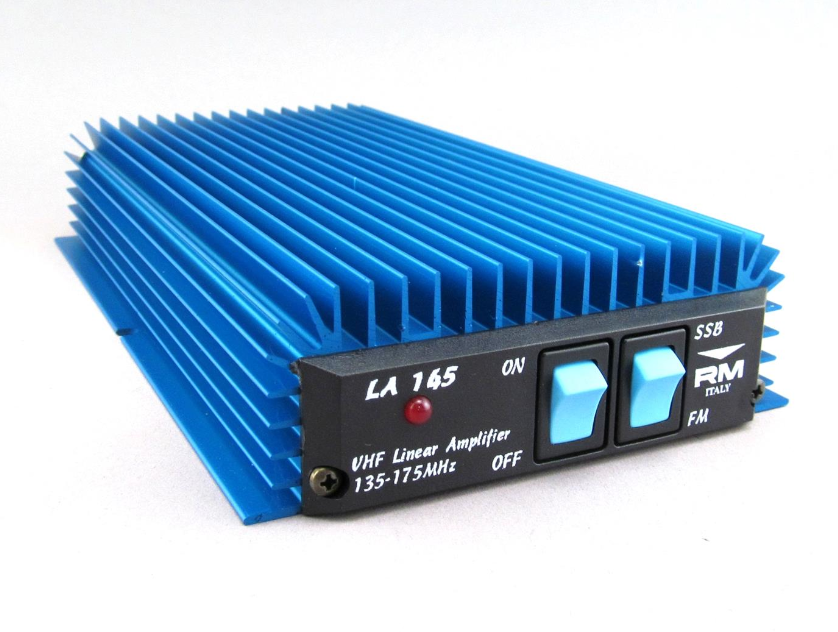 LA 145
ON
SSB
RM
ITALY
VHF Linear Amplifier
135-175MHz
OFF
FM